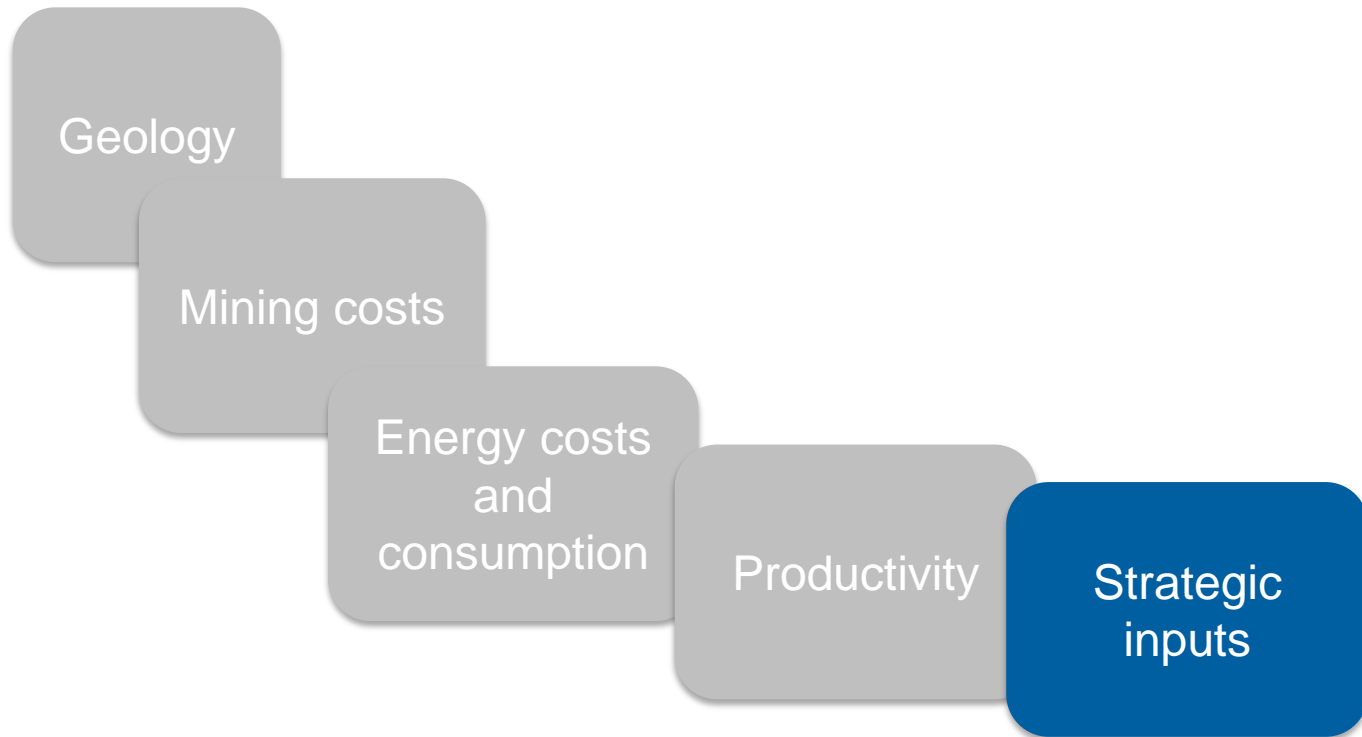 Geology
Mining costs
Energy costs
and
consumption
Productivity
Strategic
inputs